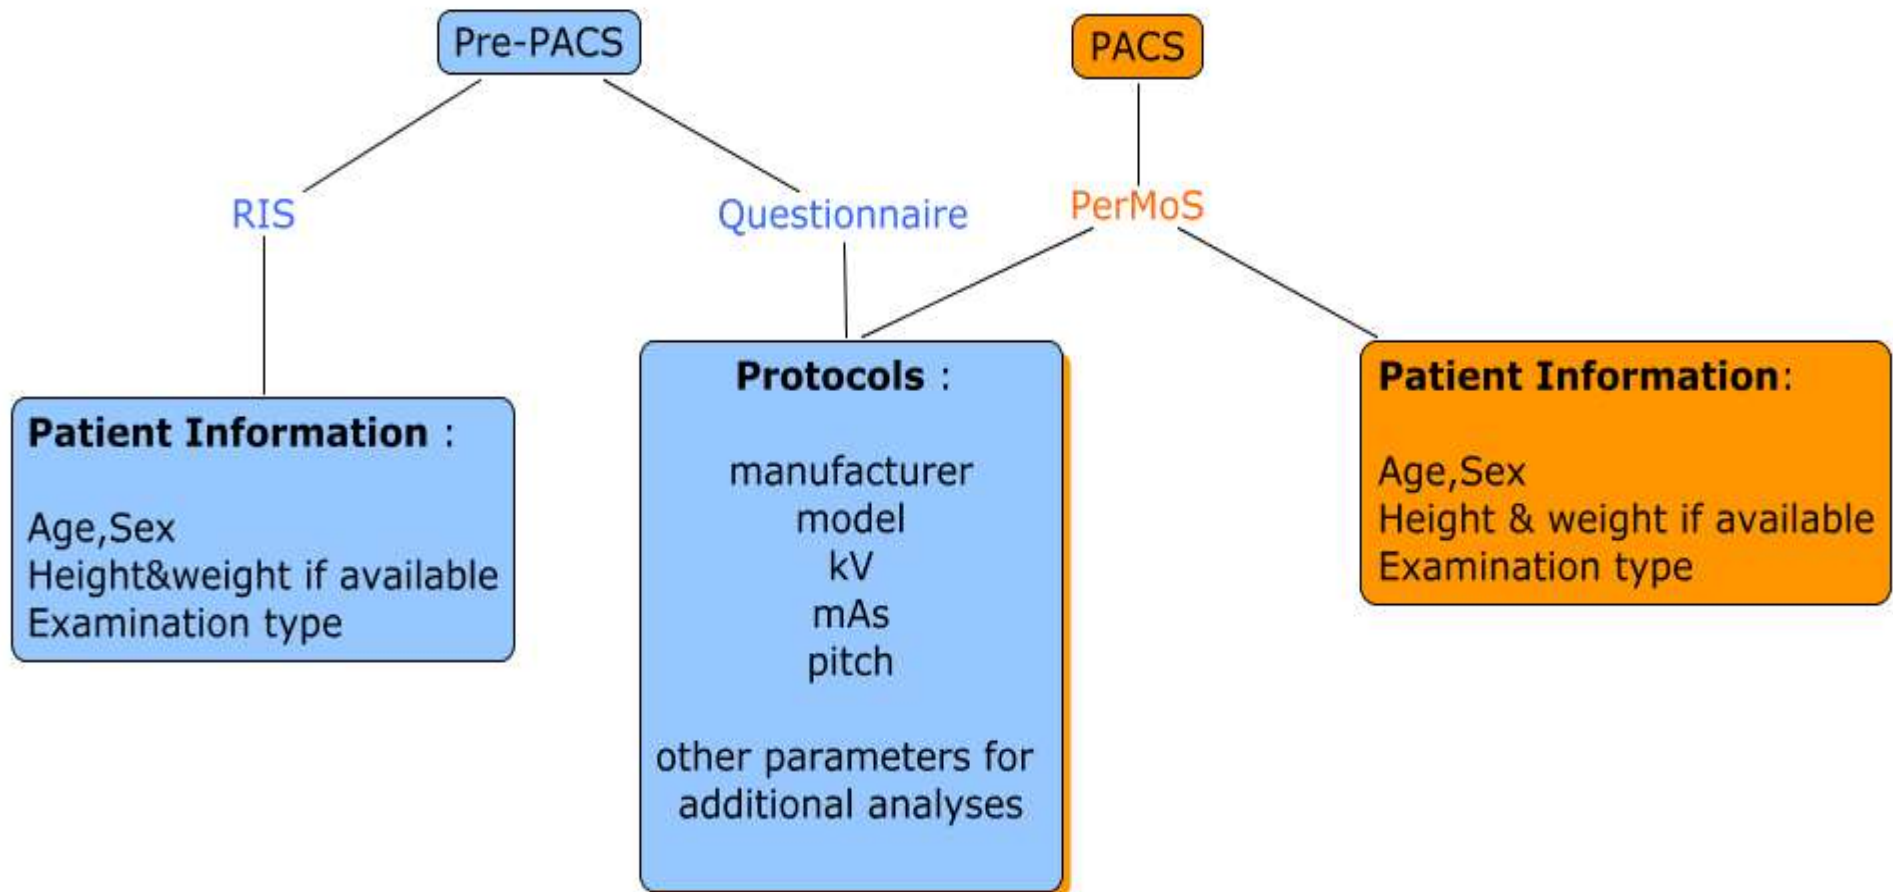 Pre-PACS
PACS
RIS
Questionnaire
PerMoS
Patient Information :
Age,Sex
Height&weight if available
Examination type
Protocols :
manufacturer
model
kV
mAs
pitch
other parameters for
additional analyses
Patient Information:
Age,Sex
Height & weight if available
Examination type